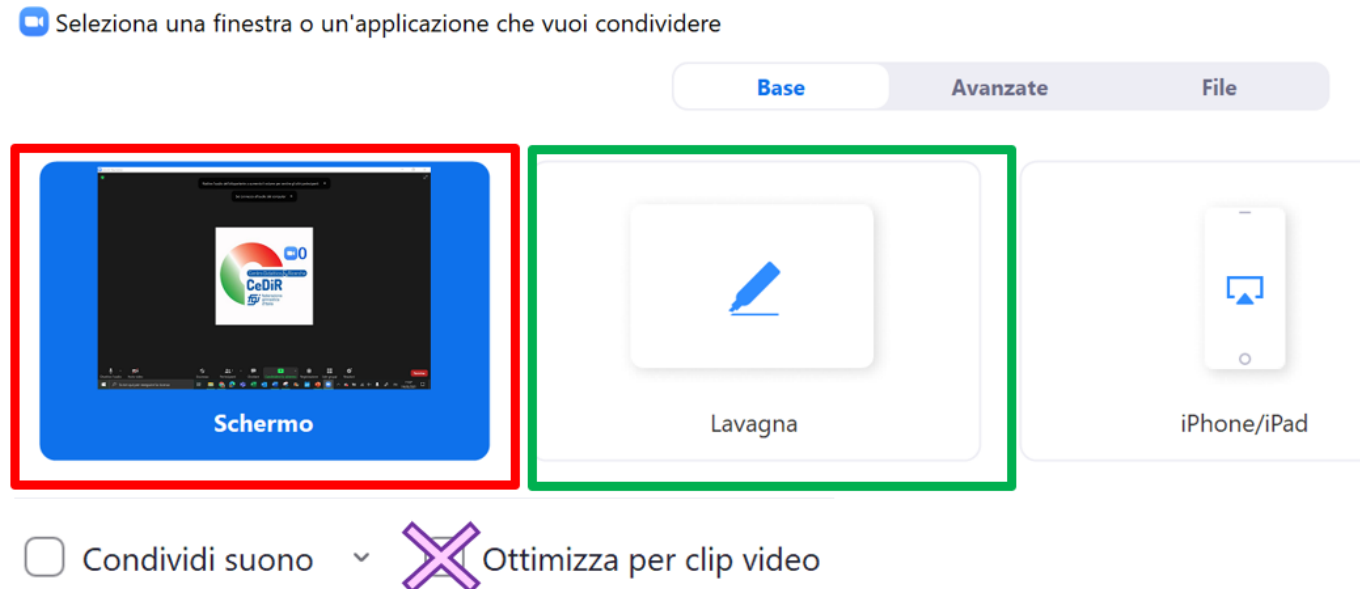 Seleziona una finestra o un'applicazione che vuoi condividere
Base Avanzate File
CeDiR
Schermo
Lavagna
iPhone/iPad
Condividi suono
Ottimizza per clip video